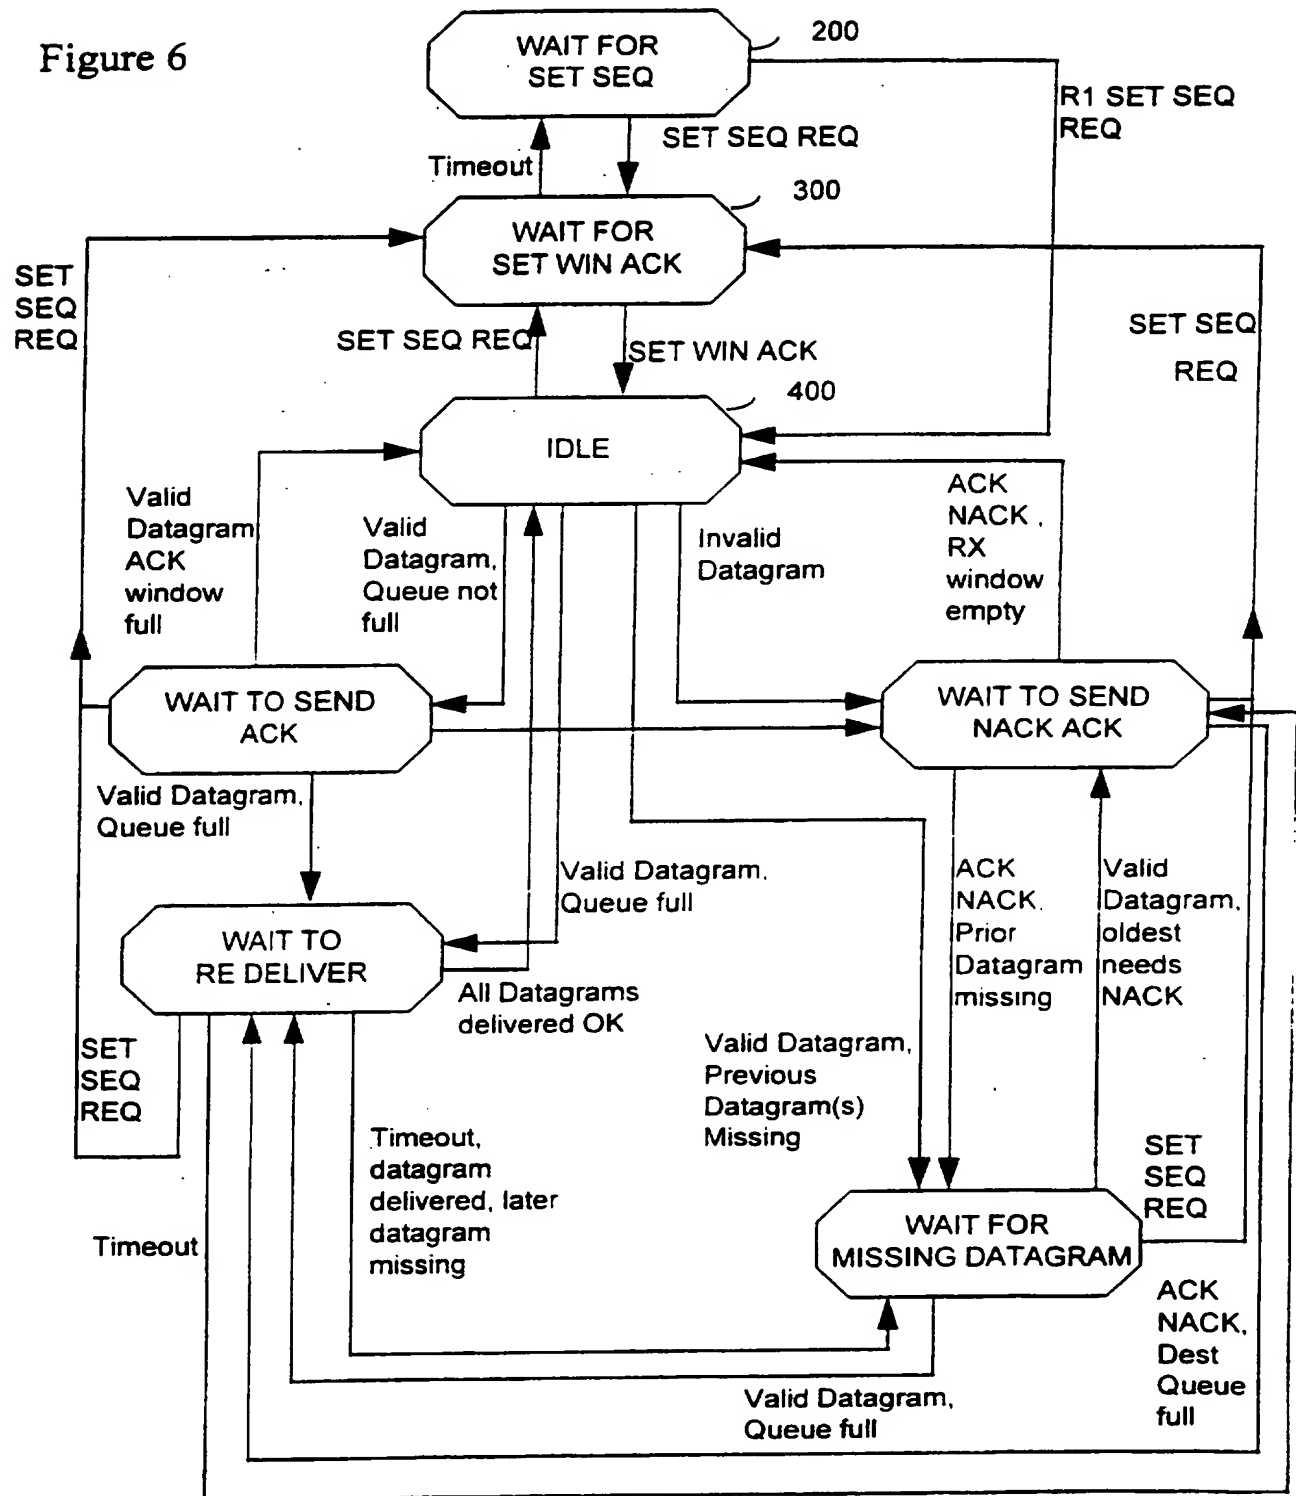 Figure 6
WAIT FOR
SET SEQ
200
R1 SET SEQ
REQ
SET SEQ REQ
Timeout
300
WAIT FOR
SET WIN ACK
SET
SEQ
REQ
SET SEQ REQ
SET WIN ACK
SET SEQ
REQ
400
IDLE
Valid
Datagram
ACK
window
full
Valid
Datagram,
Queue not
full
Invalid
Datagram
ACK
NACK,
RX
window
empty
WAIT TO SEND
ACK
WAIT TO SEND
NACK ACK
Valid Datagram,
Queue full
Valid Datagram,
Queue full
ACK
NACK,
Prior
Datagram
missing
Valid
Datagram,
oldest
needs
NACK
WAIT TO
RE DELIVER
All Datagrams
delivered OK
SET
SEQ
REQ
Valid Datagram,
Previous
Datagram(s)
Missing
Timeout,
datagram
delivered, later
datagram
missing
SET
SEQ
REQ
WAIT FOR
MISSING DATAGRAM
Timeout
ACK
NACK,
Dest
Queue
full
Valid Datagram,
Queue full